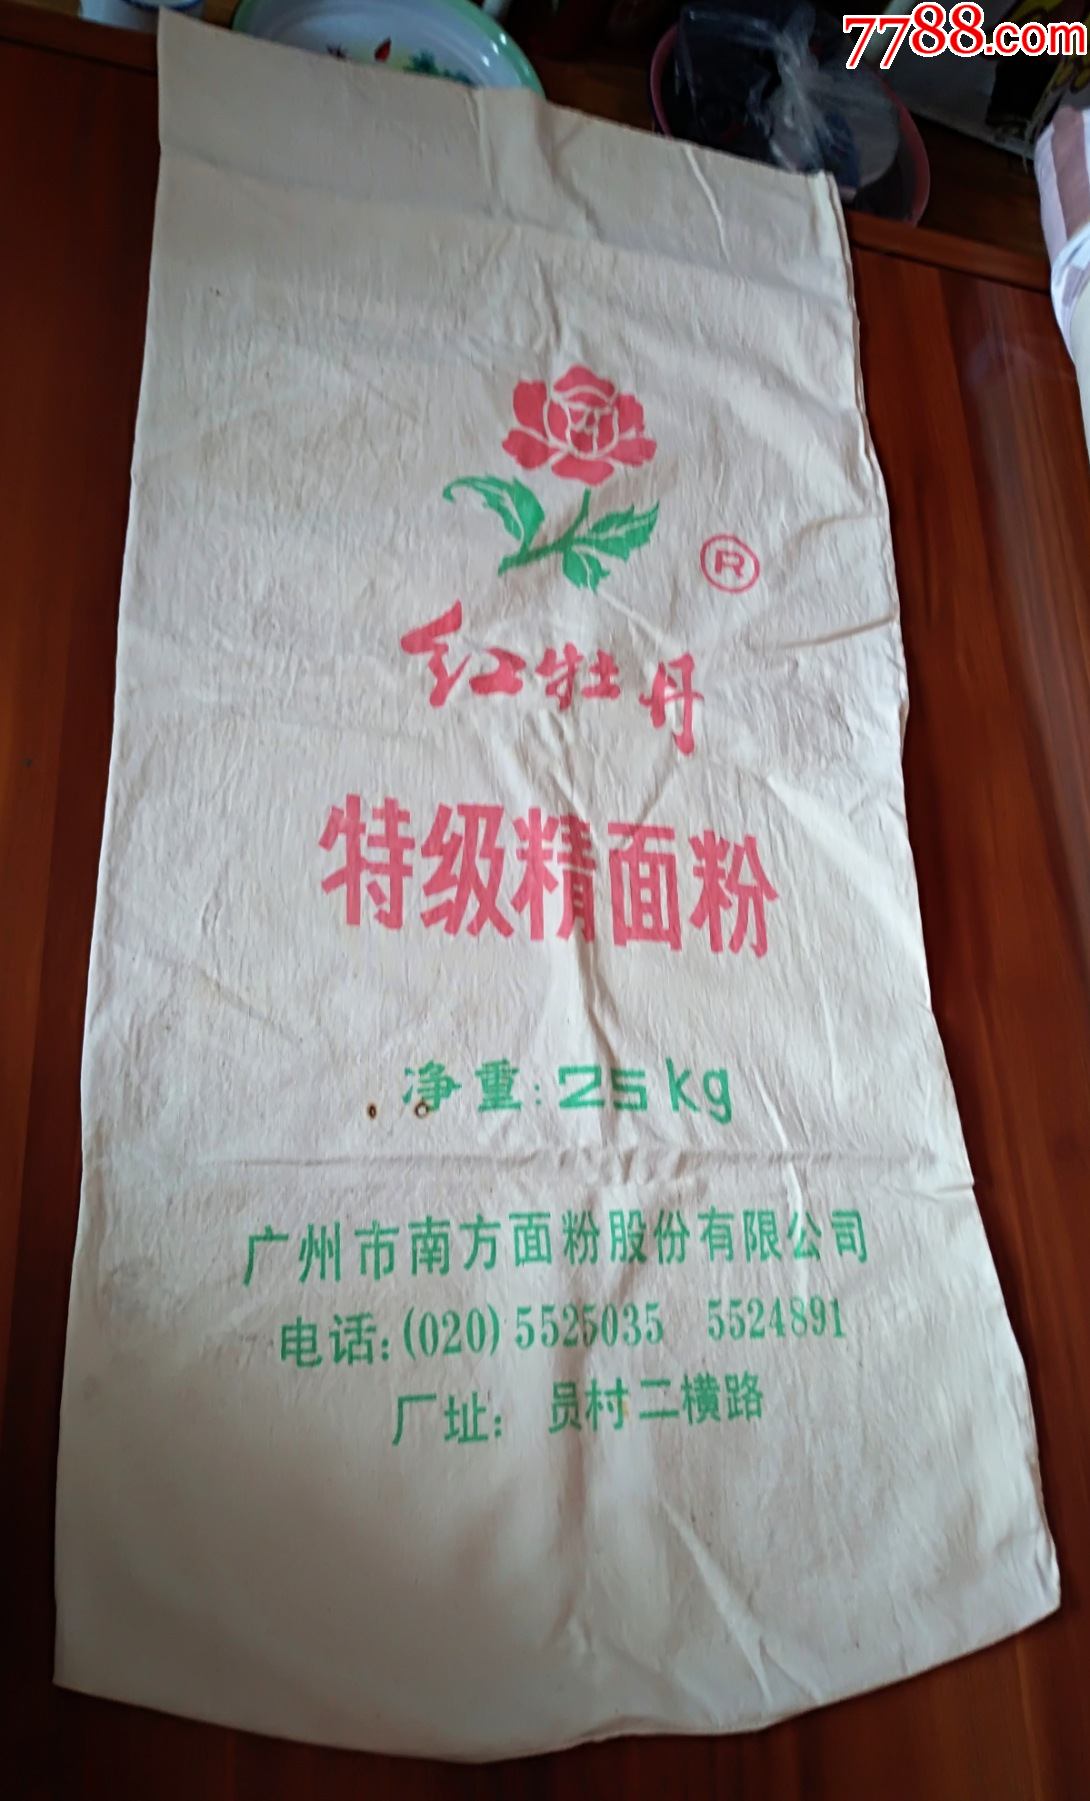 7788.com
®
红牡丹
特级精面粉
净重:25kg
广州市南方面粉股份有限公司
电话:(020)5525035 5524891
厂址: 员村二横路